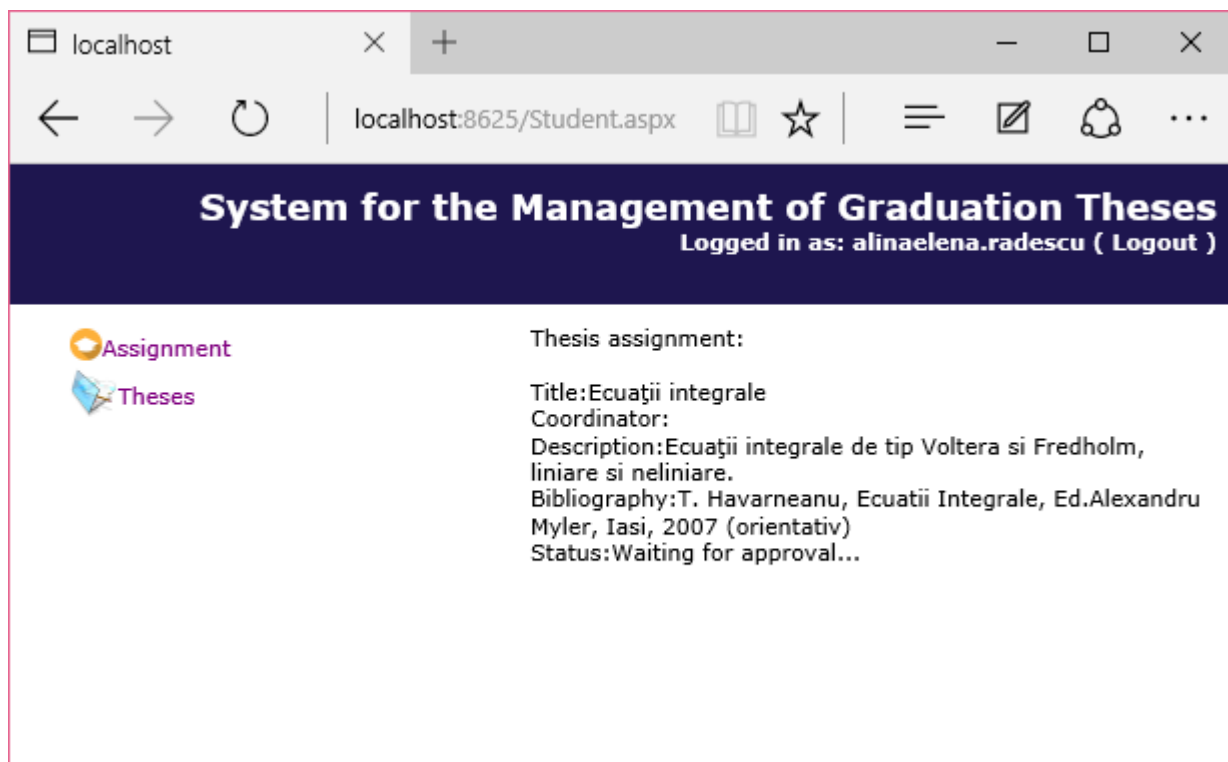 localhost
localhost:8625/Student.aspx
System for the Management of Graduation Theses
Logged in as: alinaelena.radescu ( Logout )
Assignment
Theses
Thesis assignment:
Title:Ecuaţii integrale
Coordinator:
Description:Ecuaţii integrale de tip Voltera si Fredholm,
liniare si neliniare.
Bibliography:T. Havarneanu, Ecuatii Integrale, Ed.Alexandru
Myler, Iasi, 2007 (orientativ)
Status:Waiting for approval...